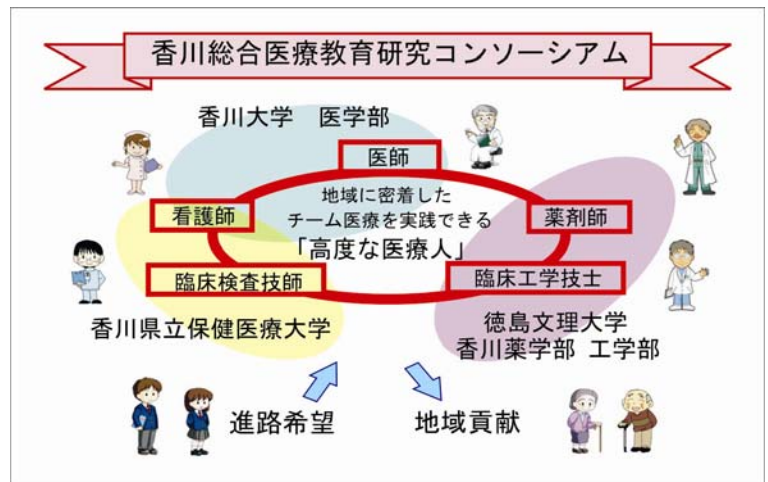 香川総合医療教育研究コンソーシアム
香川大学 医学部
医師
地域に密着した
チーム医療を実践できる
「高度な医療人」
看護師
薬剤師
臨床検査技師
臨床工学技士
香川県立保健医療大学
徳島文理大学
香川薬学部 工学部
進路希望
地域貢献